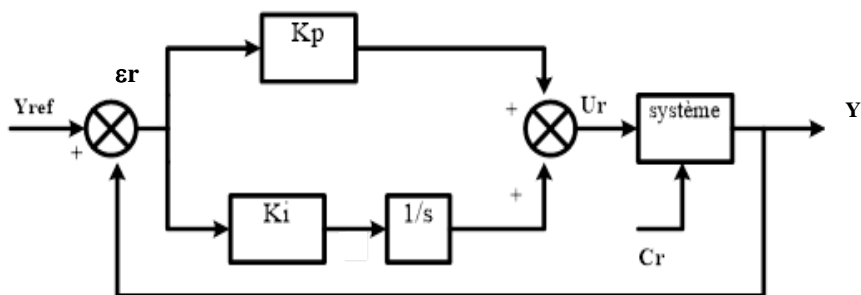 Kp
εr
Yref
+
+
Ur
système
Y
+
Ki
1/s
Cr